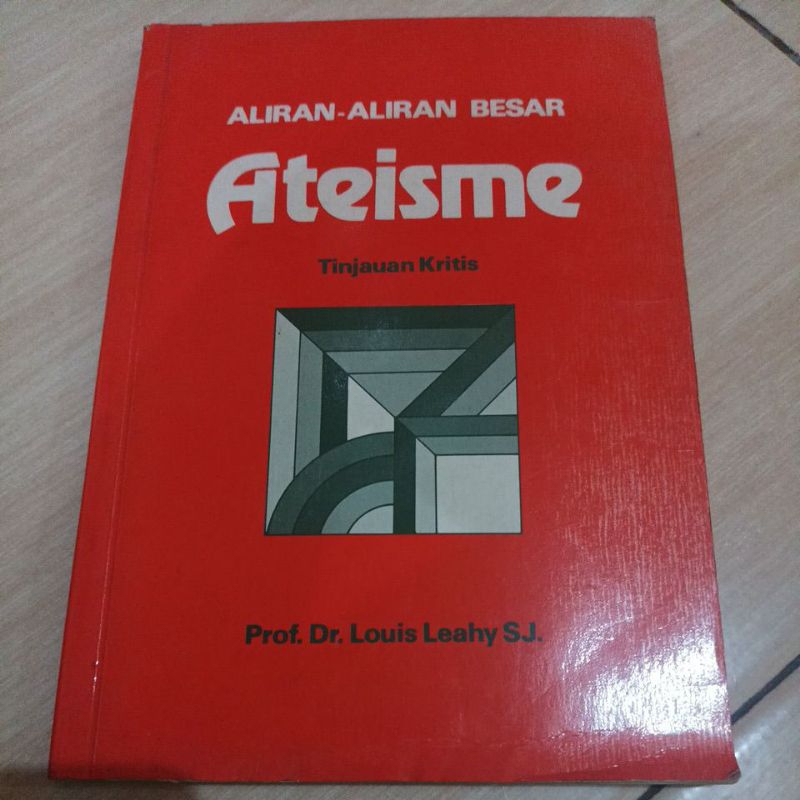 ALIRAN-ALIRAN BESAR
Ateisme
Tinjauan Kritis
Prof. Dr. Louis Leahy SJ.